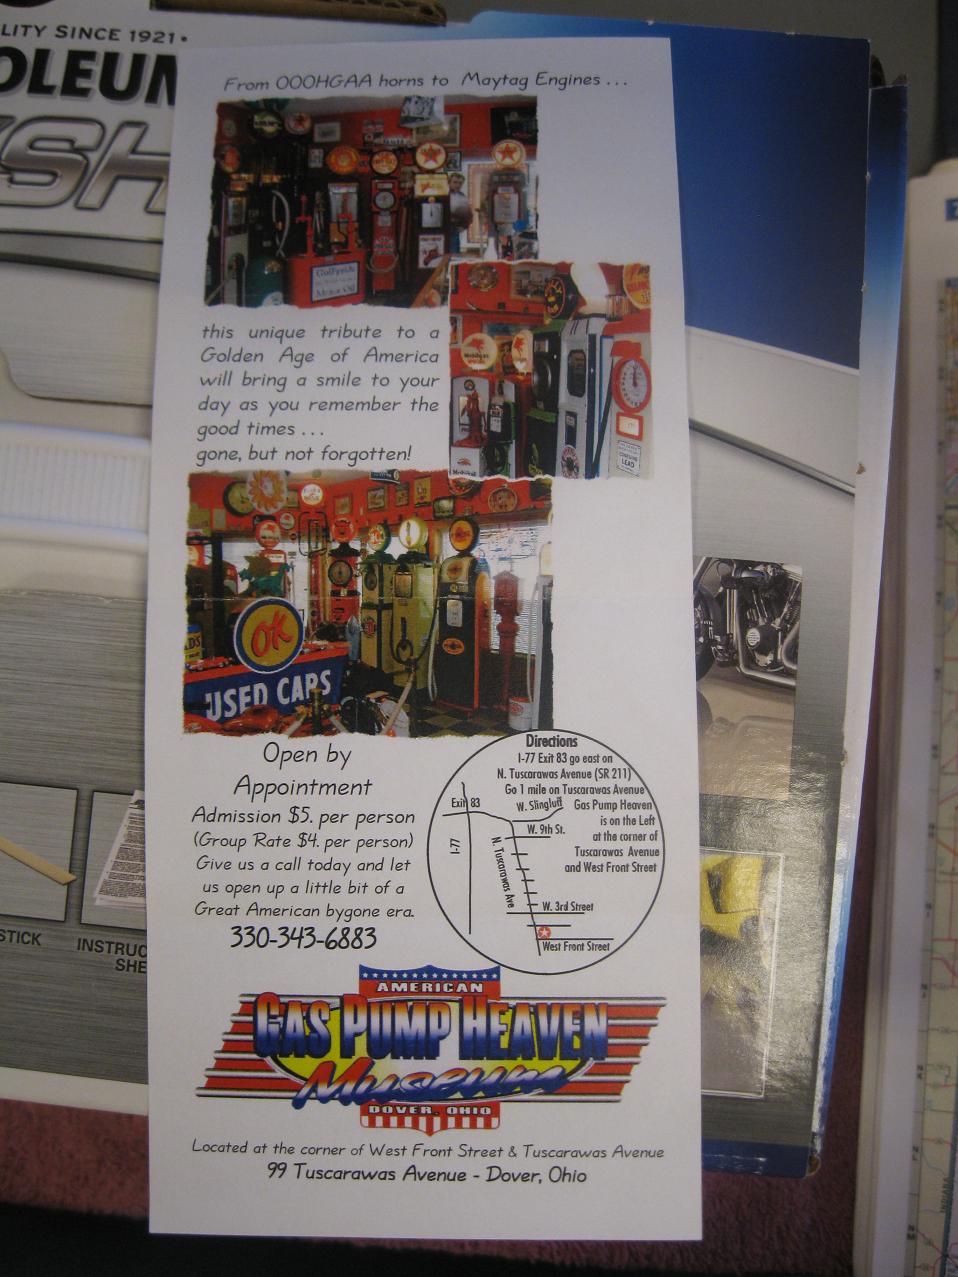 LITY SINCE 1921•
OLEUM
SH
From OOOHGAA horns to Maytag Engines ...
Gulfpride
Motor Oil
this unique tribute to a
Golden Age of America
will bring a smile to your
day as you remember the
good times ...
gone, but not forgotten!
LEAD
OK
USED CARS
Open by
Appointment
Admission $5. per person
(Group Rate $4. per person)
Give us a call today and let
us open up a little bit of a
Great American bygone era.
330-343-6883
Directions
I-77 Exit 83 go east on
N. Tuscarawas Avenue (SR 211)
Go 1 mile on Tuscarawas Avenue
Gas Pump Heaven
is on the Left
at the corner of
Tuscarawas Avenue
and West Front Street
Exit 83
W. Slingluff
W. 9th St.
I-77
N. Tuscarawas Ave
W. 3rd Street
West Front Street
AMERICAN
GAS PUMP HEAVEN
Museum
DOVER, OHIO
Located at the corner of West Front Street & Tuscarawas Avenue
99 Tuscarawas Avenue - Dover, Ohio
STICK
INSTRUC
SHE
INDIANA